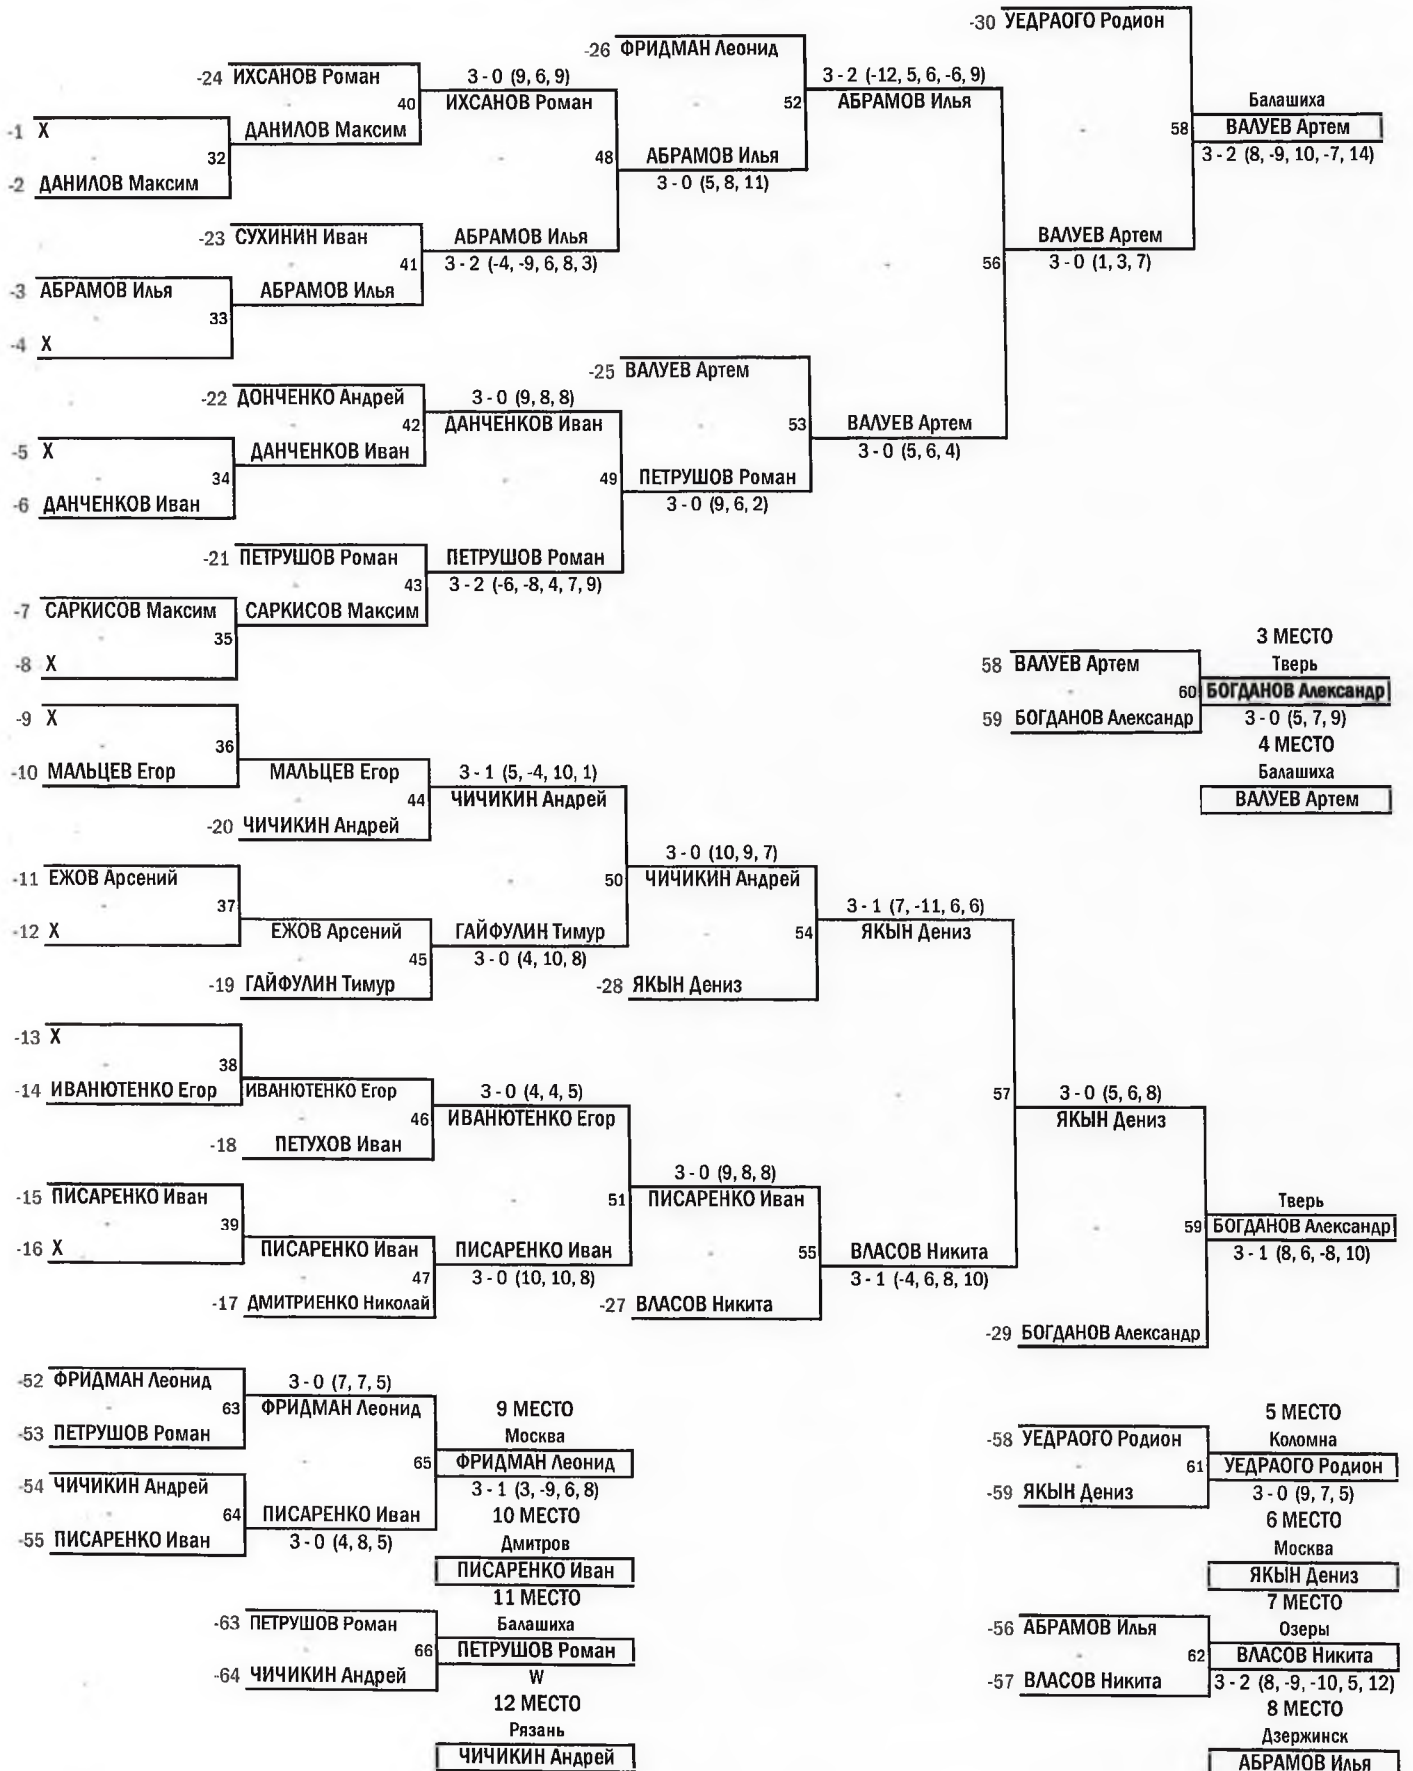 -30 УЕДРАОГО Родион
-26 ФРИДМАН Леонид
-24 ИХСАНОВ Роман
3 - 0 (9, 6, 9)
3 - 2 (-12, 5, 6, -6, 9)
40
ИХСАНОВ Роман
52
АБРАМОВ Илья
Балашиха
-1 X
ДАНИЛОВ Максим
58
ВАЛУЕВ Артем
32
48
АБРАМОВ Илья
3 - 2 (8, -9, 10, -7, 14)
-2 ДАНИЛОВ Максим
3 - 0 (5, 8, 11)
-23 СУХИНИН Иван
АБРАМОВ Илья
ВАЛУЕВ Артем
41
3 - 2 (-4, -9, 6, 8, 3)
56
3 - 0 (1, 3, 7)
-3 АБРАМОВ Илья
АБРАМОВ Илья
33
-4 X
-25 ВАЛУЕВ Артем
-22 ДОНЧЕНКО Андрей
3 - 0 (9, 8, 8)
42
ДАНЧЕНКОВ Иван
53
ВАЛУЕВ Артем
-5 X
ДАНЧЕНКОВ Иван
3 - 0 (5, 6, 4)
34
49
ПЕТРУШОВ Роман
-6 ДАНЧЕНКОВ Иван
3 - 0 (9, 6, 2)
-21 ПЕТРУШОВ Роман
ПЕТРУШОВ Роман
43
3 - 2 (-6, -8, 4, 7, 9)
-7 САРКИСОВ Максим
САРКИСОВ Максим
35
3 МЕСТО
-8 X
58 ВАЛУЕВ Артем
Тверь
60
БОГДАНОВ Александр
-9 X
59 БОГДАНОВ Александр
3 - 0 (5, 7, 9)
36
4 МЕСТО
-10 МАЛЬЦЕВ Егор
МАЛЬЦЕВ Егор
3 - 1 (5, -4, 10, 1)
Балашиха
44
ЧИЧИКИН Андрей
ВАЛУЕВ Артем
-20 ЧИЧИКИН Андрей
3 - 0 (10, 9, 7)
-11 ЕЖОВ Арсений
50
ЧИЧИКИН Андрей
37
3 - 1 (7, -11, 6, 6)
-12 X
ЕЖОВ Арсений
ГАЙФУЛИН Тимур
54
ЯКЫН Дениз
45
3 - 0 (4, 10, 8)
-19 ГАЙФУЛИН Тимур
-28 ЯКЫН Дениз
-13 X
38
-14 ИВАНЮТЕНКО Егор
ИВАНЮТЕНКО Егор
3 - 0 (4, 4, 5)
57
3 - 0 (5, 6, 8)
46
ИВАНЮТЕНКО Егор
ЯКЫН Дениз
-18 ПЕТУХОВ Иван
3 - 0 (9, 8, 8)
-15 ПИСАРЕНКО Иван
51
ПИСАРЕНКО Иван
Тверь
39
59
БОГДАНОВ Александр
-16 X
ПИСАРЕНКО Иван
ПИСАРЕНКО Иван
55
ВЛАСОВ Никита
3 - 1 (8, 6, -8, 10)
47
3 - 0 (10, 10, 8)
3 - 1 (-4, 6, 8, 10)
-17 ДМИТРИЕНКО Николай
-27 ВЛАСОВ Никита
-29 БОГДАНОВ Александр
-52 ФРИДМАН Леонид
3 - 0 (7, 7, 5)
63
ФРИДМАН Леонид
9 МЕСТО
5 МЕСТО
-53 ПЕТРУШОВ Роман
Москва
-58 УЕДРАОГО Родион
Коломна
65
ФРИДМАН Леонид
61
УЕДРАОГО Родион
-54 ЧИЧИКИН Андрей
3 - 1 (3, -9, 6, 8)
-59 ЯКЫН Дениз
3 - 0 (9, 7, 5)
64
ПИСАРЕНКО Иван
10 МЕСТО
6 МЕСТО
-55 ПИСАРЕНКО Иван
3 - 0 (4, 8, 5)
Дмитров
Москва
ПИСАРЕНКО Иван
ЯКЫН Дениз
11 МЕСТО
7 МЕСТО
-63 ПЕТРУШОВ Роман
Балашиха
-56 АБРАМОВ Илья
Озеры
66
ПЕТРУШОВ Роман
62
ВЛАСОВ Никита
-64 ЧИЧИКИН Андрей
W
-57 ВЛАСОВ Никита
3 - 2 (8, -9, -10, 5, 12)
12 МЕСТО
8 МЕСТО
Рязань
Дзержинск
ЧИЧИКИН Андрей
АБРАМОВ Илья